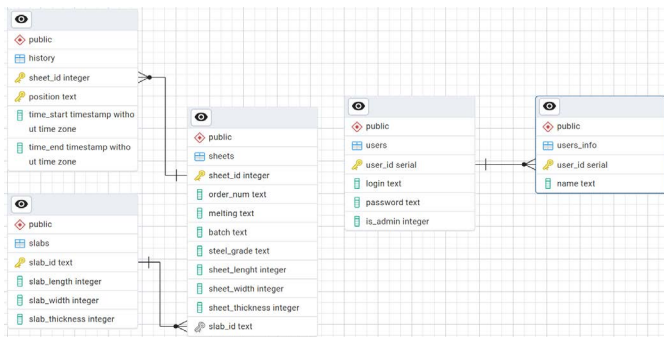 public
history
sheet_id integer
position text
time_start timestamp witho
ut time zone
time_end timestamp witho
ut time zone
public
slabs
slab_id text
slab_length integer
slab_width integer
slab_thickness integer
public
sheets
sheet_id integer
order_num text
melting text
batch text
steel_grade text
sheet_lenght integer
sheet_width integer
sheet_thickness integer
slab_id text
public
users
user_id serial
login text
password text
is_admin integer
public
users_info
user_id serial
name text